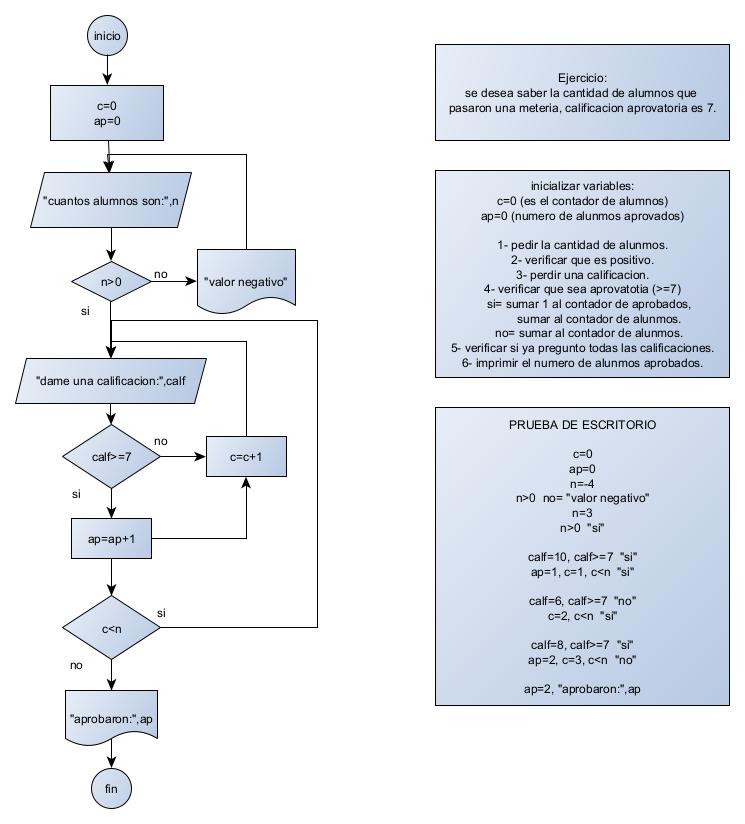 inicio
c=0
ap=0
"cuantos alumnos son:",n
n>0
no
"valor negativo"
si
"dame una calificacion:",calf
calf>=7
no
c=c+1
si
ap=ap+1
c<n
si
no
"aprobaron:",ap
fin
Ejercicio:
se desea saber la cantidad de alumnos que
pasaron una meteria, calificacion aprovatoria es 7.
inicializar variables:
c=0 (es el contador de alumnos)
ap=0 (numero de alunmos aprovados)
1- pedir la cantidad de alunmos.
2- verificar que es positivo.
3- perdir una calificacion.
4- verificar que sea aprovatotia (>=7)
si= sumar 1 al contador de aprobados,
sumar al contador de alunmos.
no= sumar al contador de alunmos.
5- verificar si ya pregunto todas las calificaciones.
6- imprimir el numero de alunmos aprobados.
PRUEBA DE ESCRITORIO
c=0
ap=0
n=-4
n>0 no= "valor negativo"
n=3
n>0 "si"
calf=10, calf>=7 "si"
ap=1, c=1, c<n "si"
calf=6, calf>=7 "no"
c=2, c<n "si"
calf=8, calf>=7 "si"
ap=2, c=3, c<n "no"
ap=2, "aprobaron:",ap